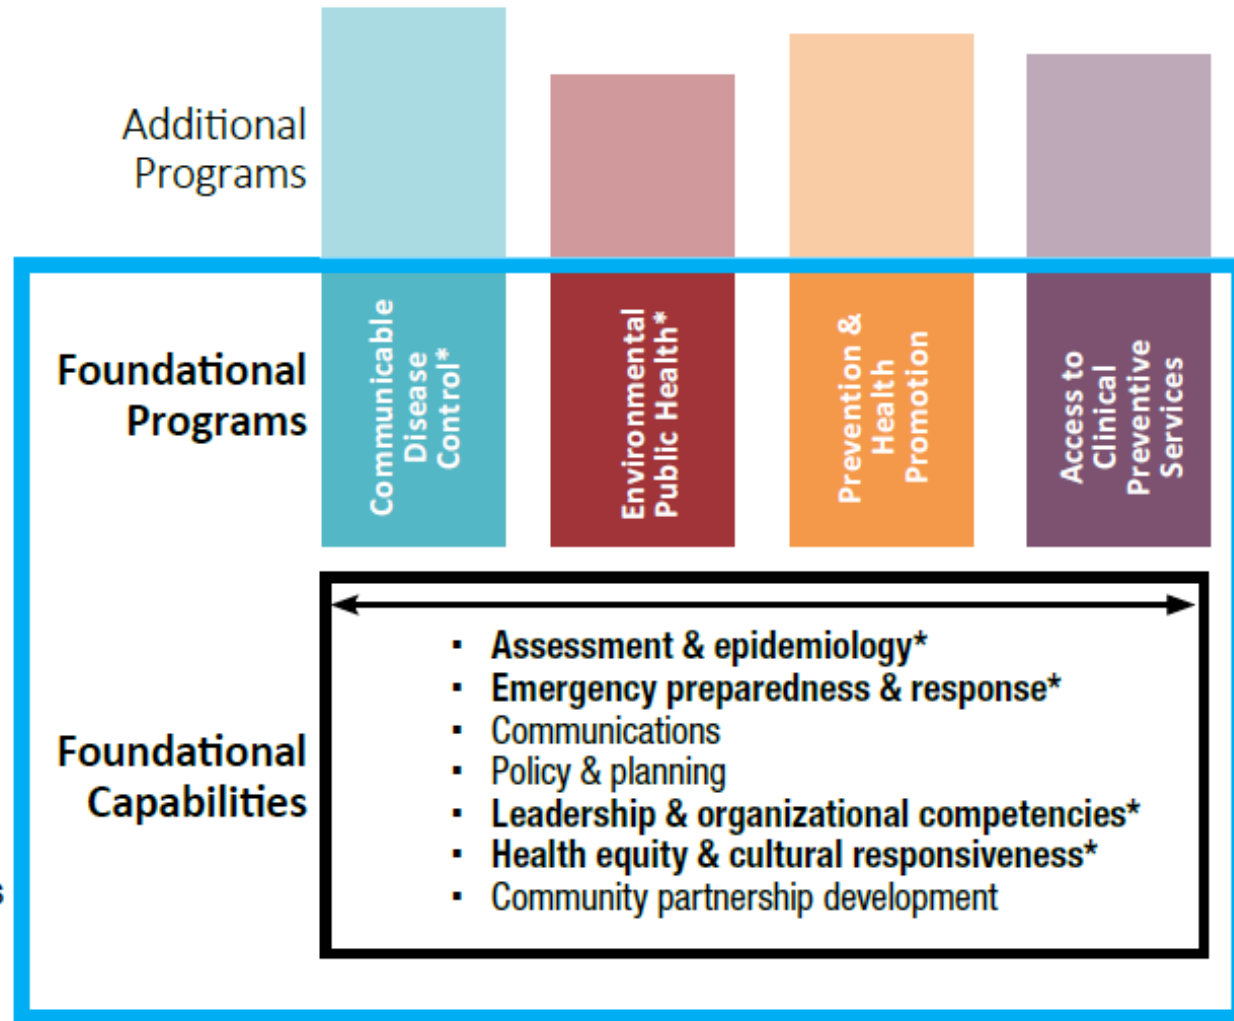 Additional
Programs
Foundational
Programs
Communicable
Disease
Control*
Environmental
Public Health*
Prevention &
Health
Promotion
Access to
Clinical
Preventive
Services
Foundational
Capabilities
▪ Assessment & epidemiology*
▪ Emergency preparedness & response*
▪ Communications
▪ Policy & planning
▪ Leadership & organizational competencies*
▪ Health equity & cultural responsiveness*
▪ Community partnership development
s